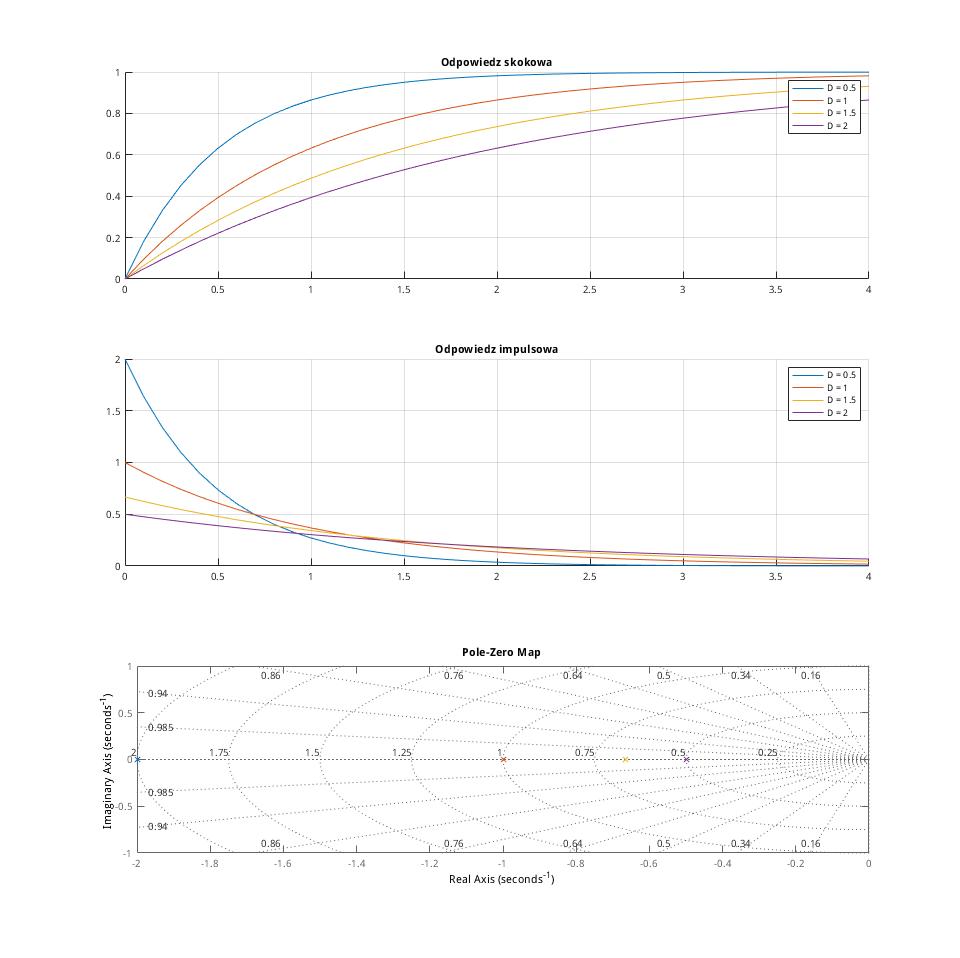 Odpowiedz skokowa
1
0.8
0.6
0.4
0.2
0
0 0.5 1 1.5 2 2.5 3 3.5 4
D = 0.5
D = 1
D = 1.5
D = 2
Odpowiedz impulsowa
2
1.5
1
0.5
0
0 0.5 1 1.5 2 2.5 3 3.5 4
D = 0.5
D = 1
D = 1.5
D = 2
Pole-Zero Map
Imaginary Axis (seconds⁻¹)
1
0.5
0
-0.5
-1
0.86 0.76 0.64 0.5 0.34 0.16
0.94
0.985
2 1.75 1.5 1.25 1 0.75 0.5 0.25
0.985
0.94
0.86 0.76 0.64 0.5 0.34 0.16
-2 -1.8 -1.6 -1.4 -1.2 -1 -0.8 -0.6 -0.4 -0.2 0
Real Axis (seconds⁻¹)